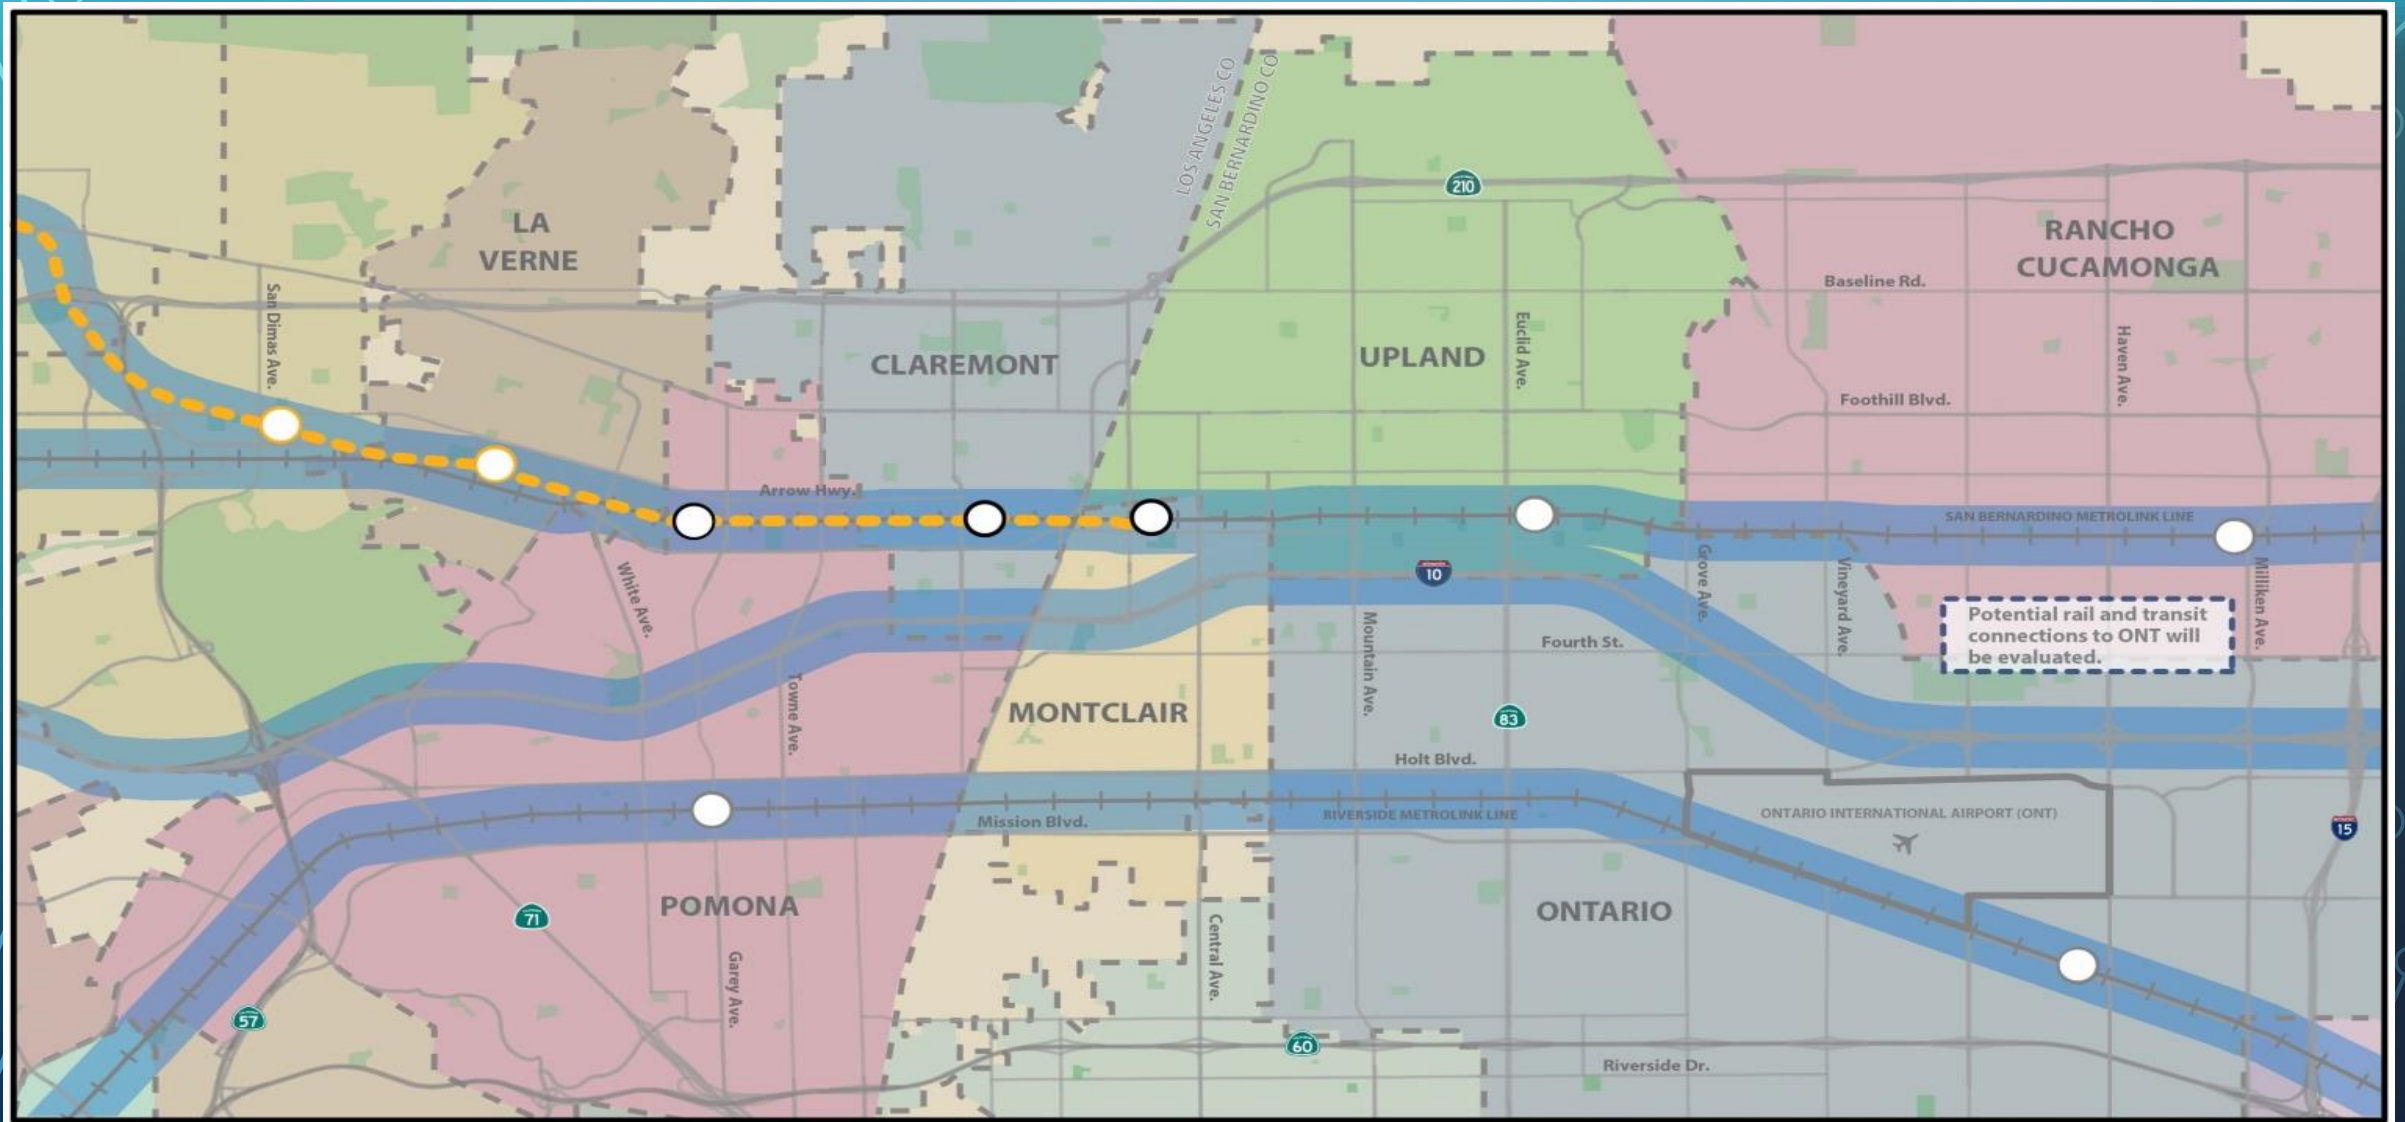 LOS ANGELES CO
SAN BERNARDINO CO
210
LA
VERNE
RANCHO
CUCAMONGA
Baseline Rd.
San Dimas Ave.
CLAREMONT
UPLAND
Euclid Ave.
Haven Ave.
Foothill Blvd.
Arrow Hwy.
SAN BERNARDINO METROLINK LINE
10
White Ave.
Grove Ave.
Vineyard Ave.
Milliken Ave.
Potential rail and transit
connections to ONT will
be evaluated.
Mountain Ave.
Fourth St.
Towne Ave.
MONTCLAIR
83
Holt Blvd.
Mission Blvd.
RIVERSIDE METROLINK LINE
ONTARIO INTERNATIONAL AIRPORT (ONT)
15
POMONA
71
ONTARIO
Central Ave.
Garey Ave.
57
60
Riverside Dr.